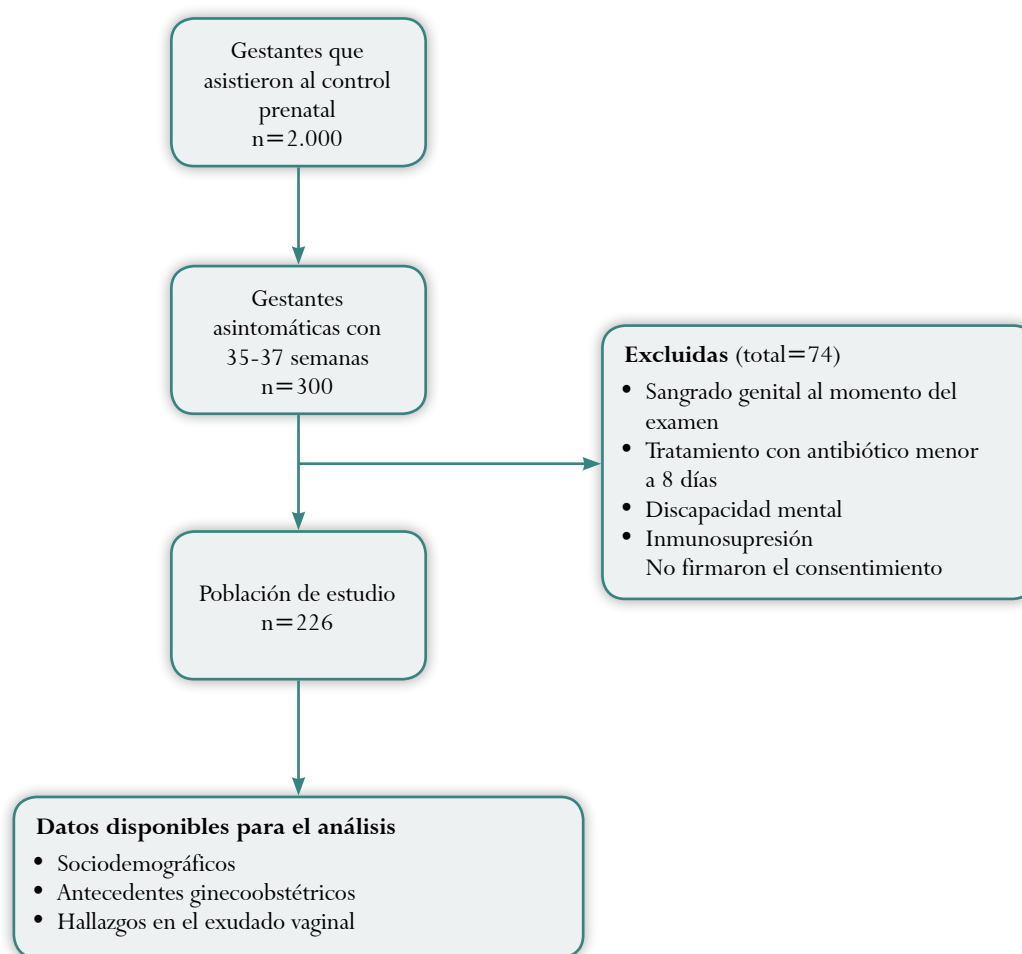 Gestantes que
asistieron al control
prenatal
n=2.000
Gestantes
asintomáticas con
35-37 semanas
n=300
Excluidas (total=74)
• Sangrado genital al momento del
examen
• Tratamiento con antibiótico menor
a 8 días
• Discapacidad mental
• Inmunosupresión
No firmaron el consentimiento
Población de estudio
n=226
Datos disponibles para el análisis
• Sociodemográficos
• Antecedentes ginecoobstétricos
• Hallazgos en el exudado vaginal